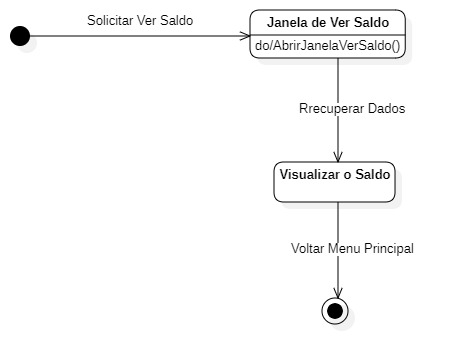 Solicitar Ver Saldo
Janela de Ver Saldo
do/AbrirJanelaVerSaldo()
Rrecuperar Dados
Visualizar o Saldo
Voltar Menu Principal